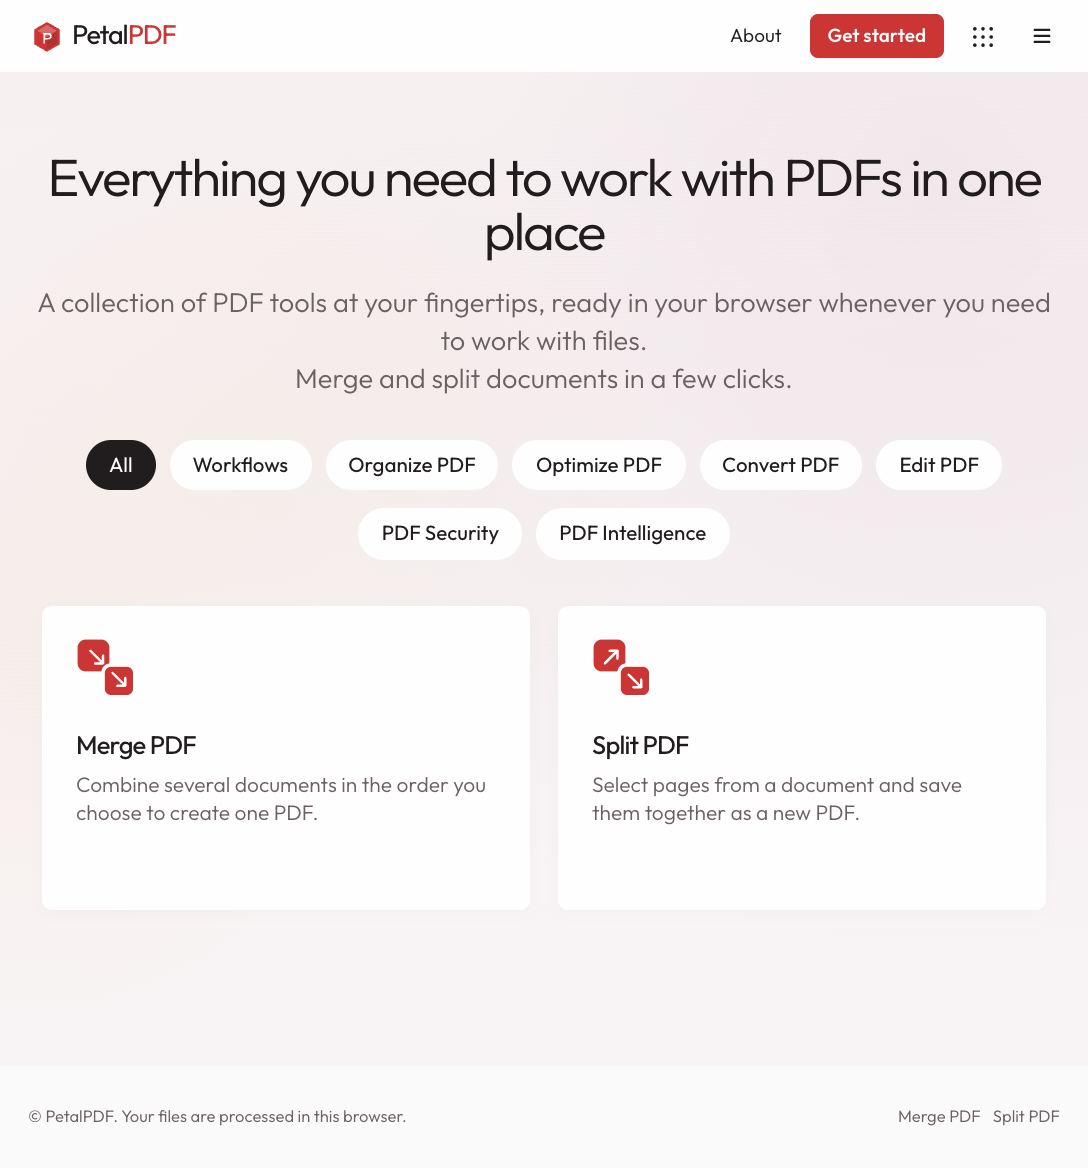 P PetalPDF
About
Get started
Everything you need to work with PDFs in one
place
A collection of PDF tools at your fingertips, ready in your browser whenever you need
to work with files.
Merge and split documents in a few clicks.
All Workflows Organize PDF Optimize PDF Convert PDF Edit PDF
PDF Security PDF Intelligence
Merge PDF
Combine several documents in the order you
choose to create one PDF.
Split PDF
Select pages from a document and save
them together as a new PDF.
© PetalPDF. Your files are processed in this browser.
Merge PDF Split PDF